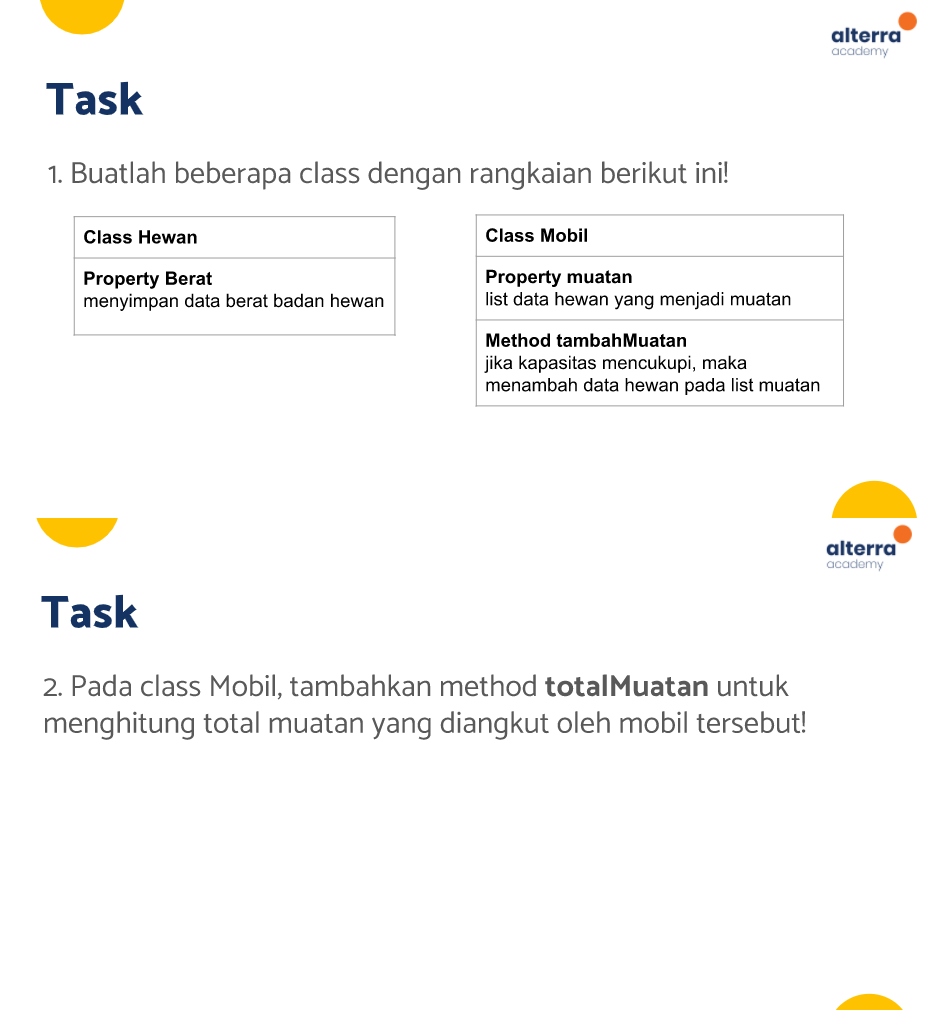 alterra
academy
Task
1. Buatlah beberapa class dengan rangkaian berikut ini!
Class Hewan
Property Berat
menyimpan data berat badan hewan
Class Mobil
Property muatan
list data hewan yang menjadi muatan
Method tambahMuatan
jika kapasitas mencukupi, maka
menambah data hewan pada list muatan
alterra
academy
Task
2. Pada class Mobil, tambahkan method totalMuatan untuk
menghitung total muatan yang diangkut oleh mobil tersebut!